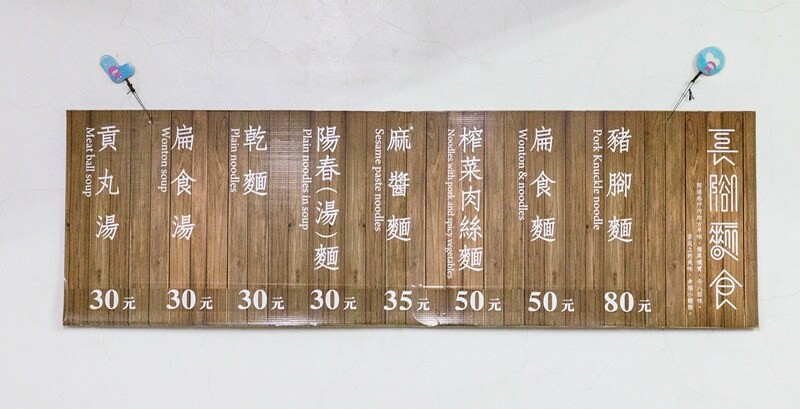 豬腳麵
Pork Knuckle noodle
80元
扁食麵
Wonton & noodles
50元
榨菜肉絲麵
Noodles with pork and spicy vegetables
50元
麻醬麵
Sesame paste noodles
35元
陽春(湯)麵
Plain noodles in soup
30元
乾麵
Plain noodles
30元
扁食湯
Wonton soup
30元
貢丸湯
Meat ball soup
30元